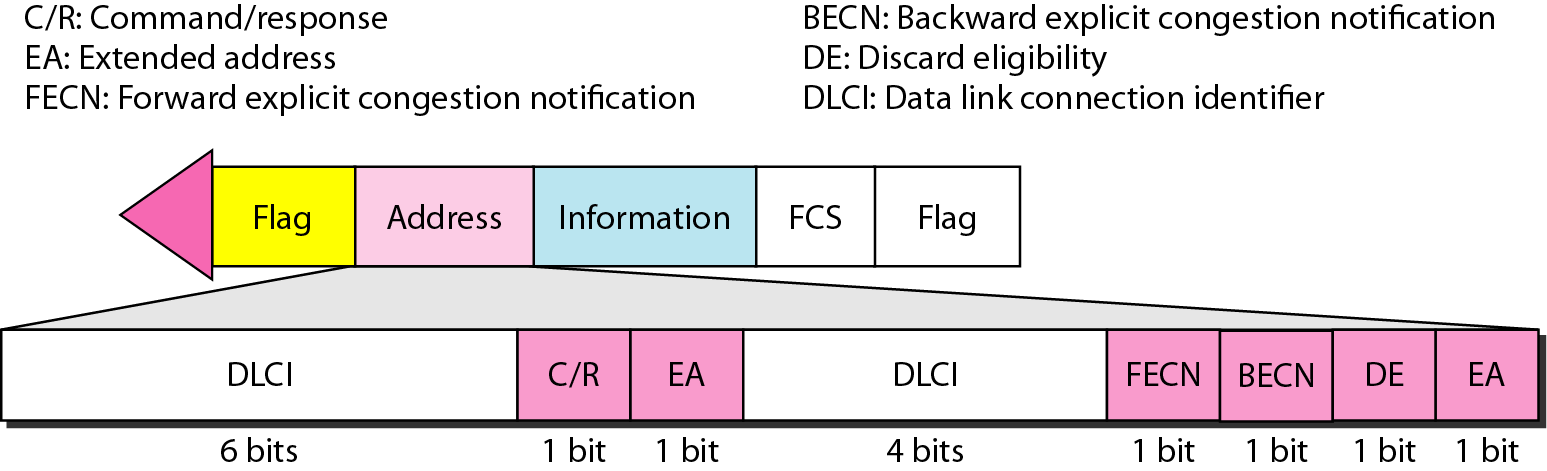 C/R: Command/response
EA: Extended address
FECN: Forward explicit congestion notification
BECN: Backward explicit congestion notification
DE: Discard eligibility
DLCI: Data link connection identifier
Flag Address Information FCS Flag
DLCI C/R EA DLCI FECN BECN DE EA
6 bits 1 bit 1 bit 4 bits 1 bit 1 bit 1 bit 1 bit